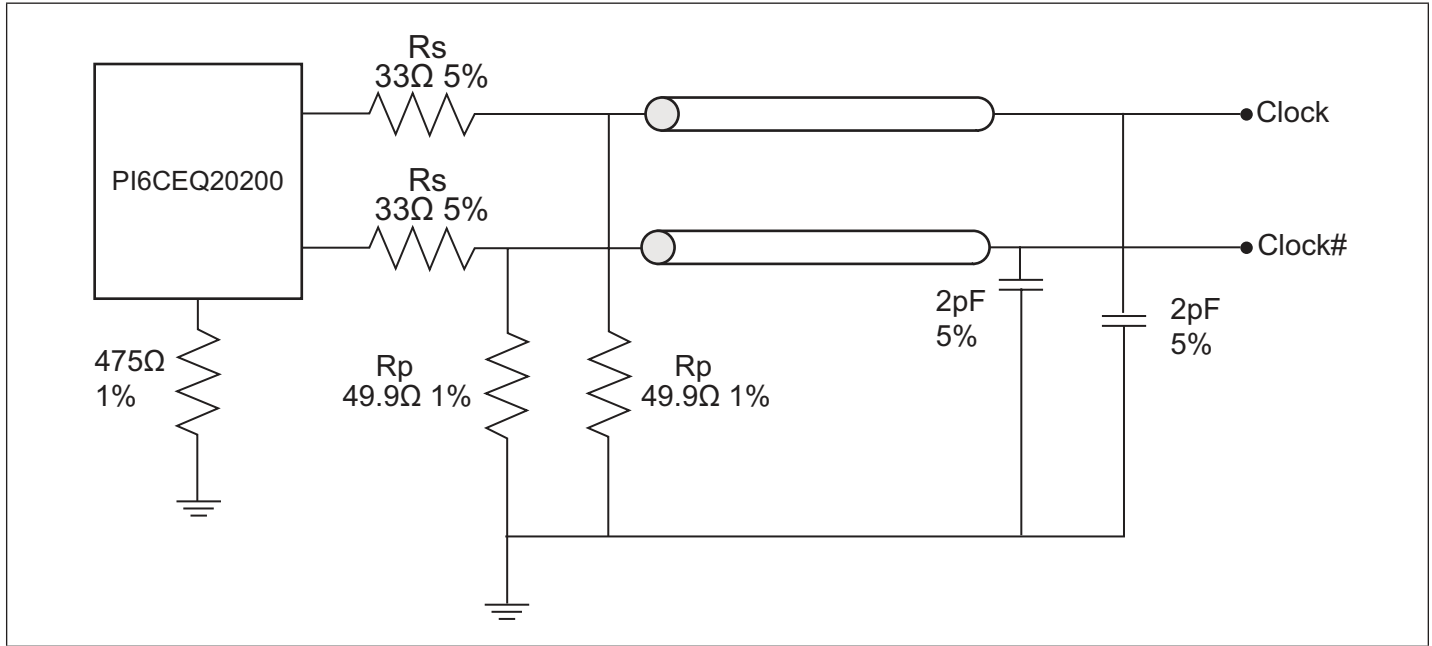 Rs
33Ω 5%
Clock
PI6CEQ20200
Rs
33Ω 5%
Clock#
2pF
5%
2pF
5%
475Ω
1%
Rp
49.9Ω 1%
Rp
49.9Ω 1%